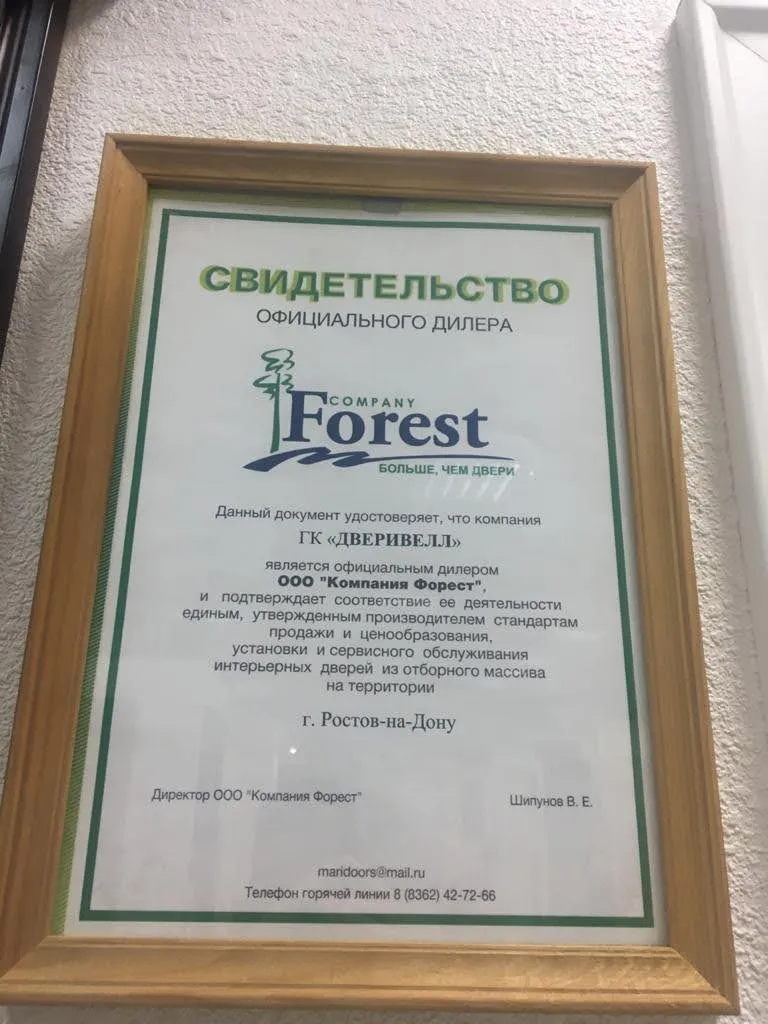 СВИДЕТЕЛЬСТВО
ОФИЦИАЛЬНОГО ДИЛЕРА
COMPANY
Forest
БОЛЬШЕ, ЧЕМ ДВЕРИ
Данный документ удостоверяет, что компания
ГК «ДВЕРИВЕЛЛ»
является официальным дилером
ООО "Компания Форест",
и подтверждает соответствие ее деятельности
единым, утвержденным производителем стандартам
продажи и ценообразования,
установки и сервисного обслуживания
интерьерных дверей из отборного массива
на территории
г. Ростов-на-Дону
Директор ООО "Компания Форест" Шипунов В. Е.
maridoors@mail.ru
Телефон горячей линии 8 (8362) 42-72-66